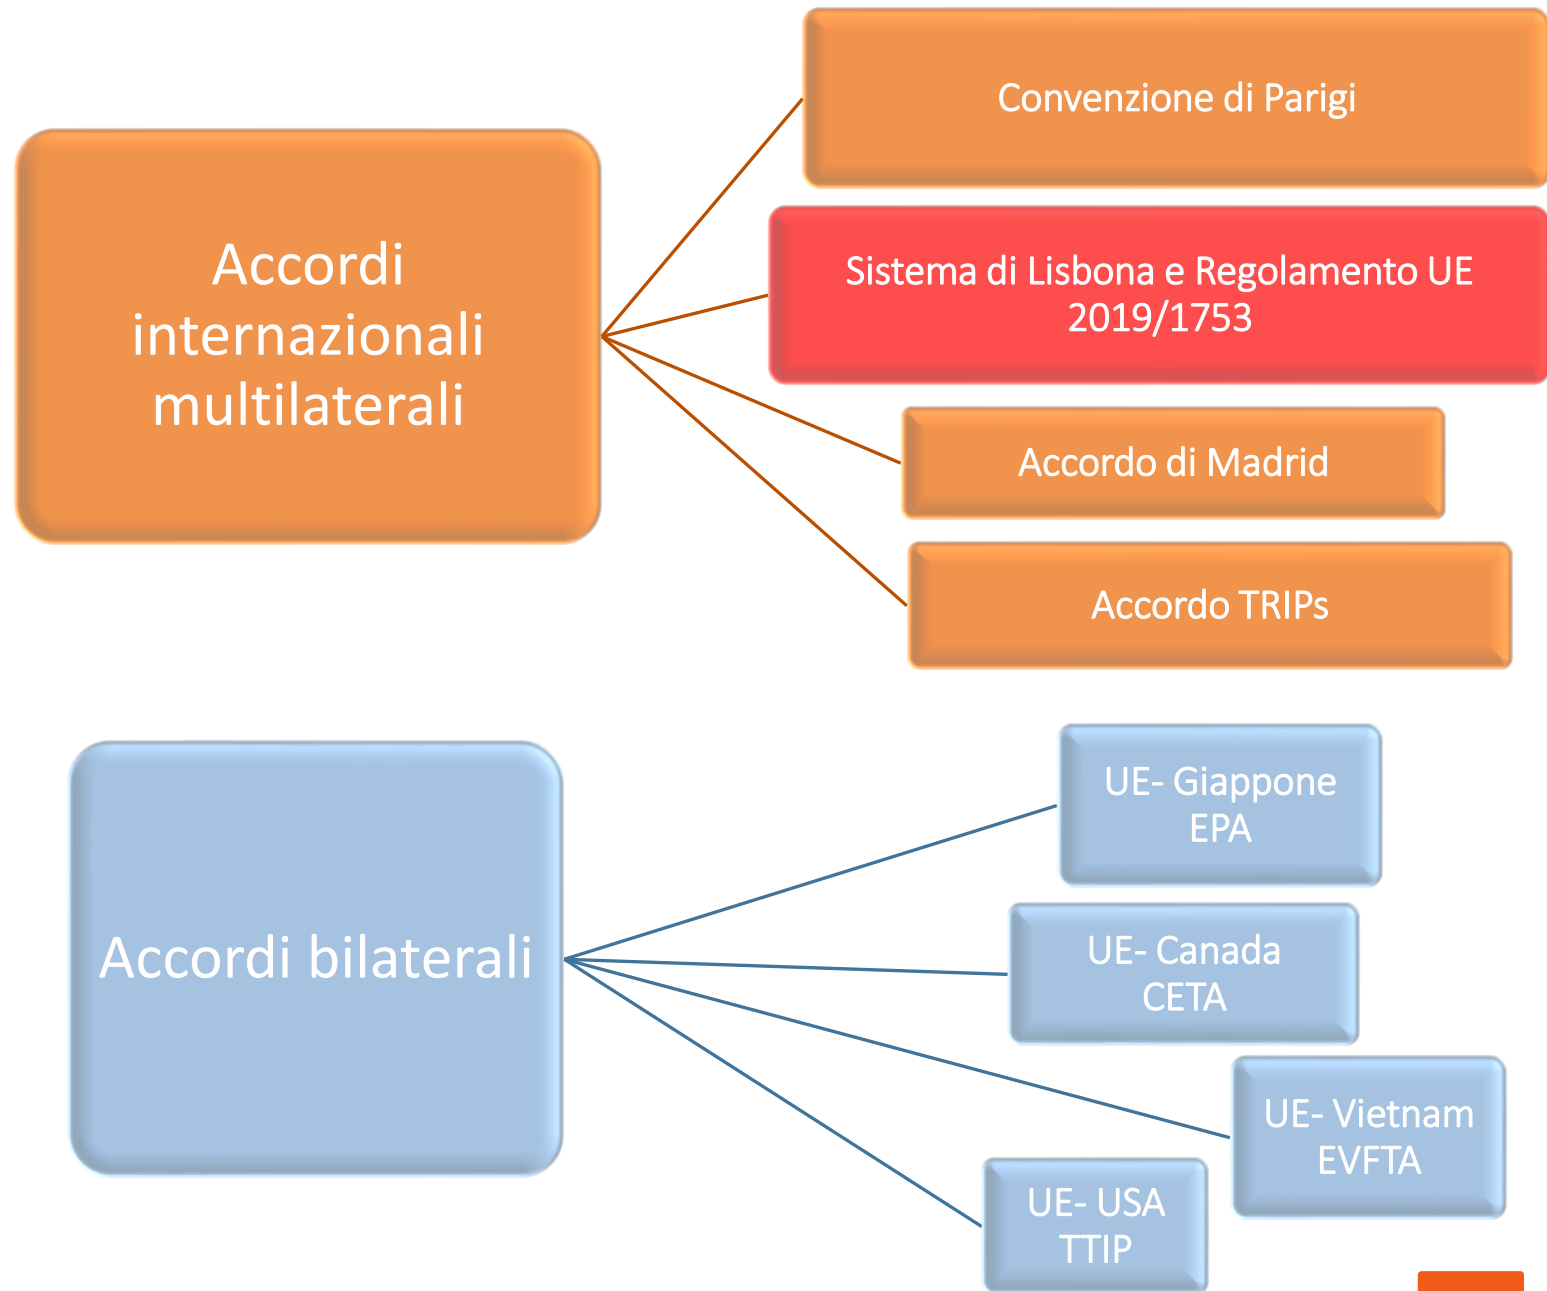 Accordi
internazionali
multilaterali
Convenzione di Parigi
Sistema di Lisbona e Regolamento UE
2019/1753
Accordo di Madrid
Accordo TRIPs
Accordi bilaterali
UE- Giappone
EPA
UE- Canada
CETA
UE- Vietnam
EVFTA
UE- USA
TTIP